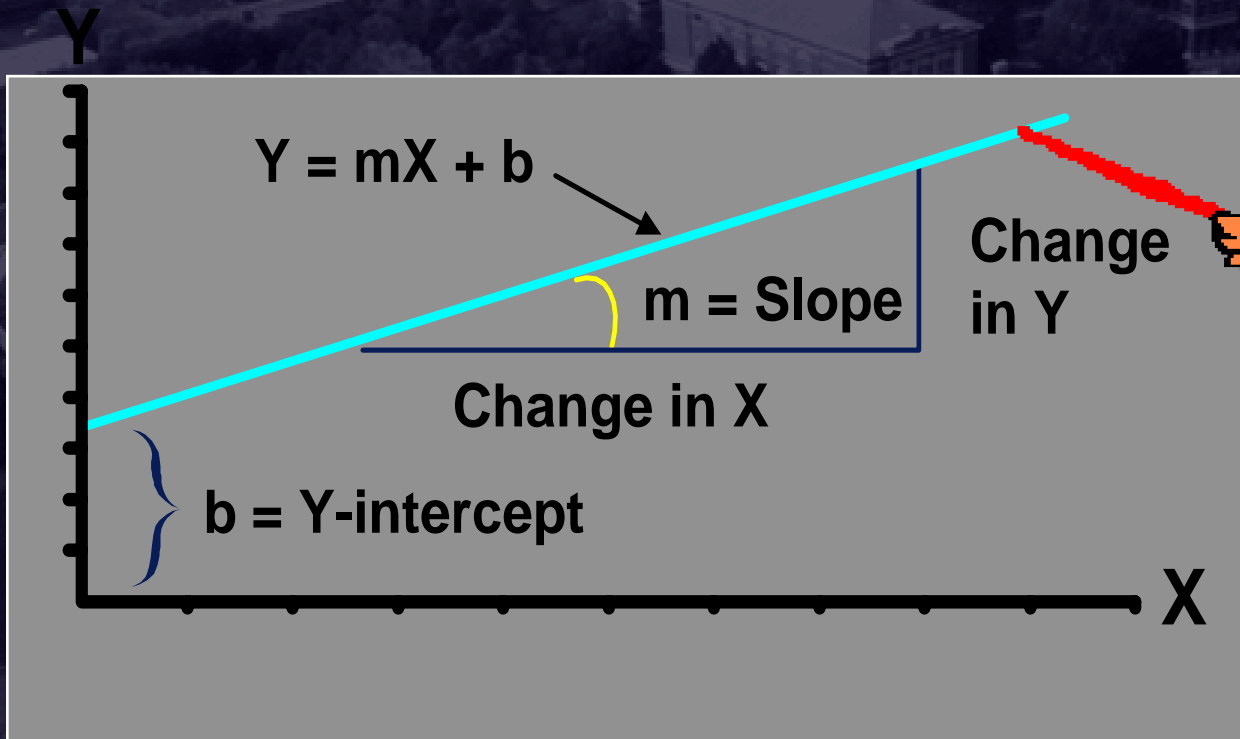 Y
Y = mX + b
Change
in Y
m = Slope
Change in X
b = Y-intercept
X